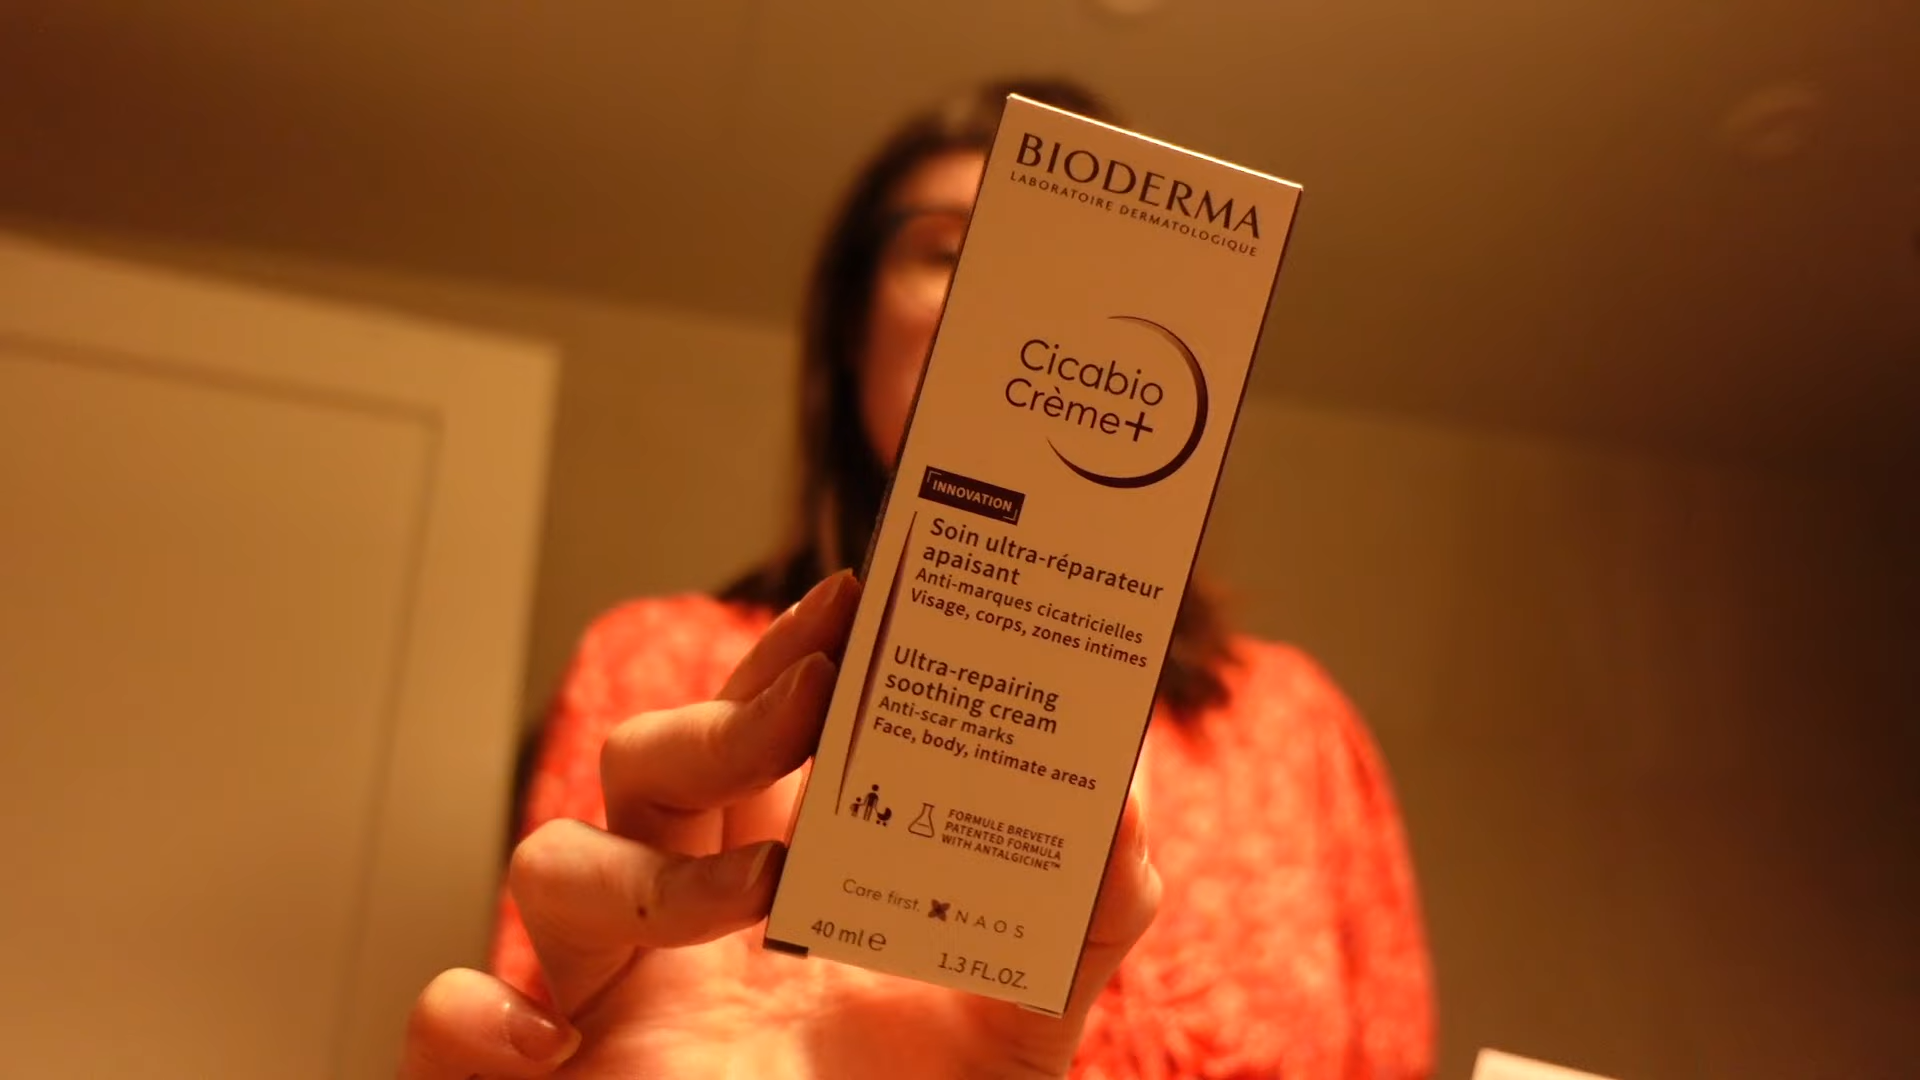 BIODERMA
LABORATOIRE DERMATOLOGIQUE
Cicabio
Crème+
INNOVATION
Soin ultra-réparateur
apaisant
Anti-marques cicatricielles
Visage, corps, zones intimes
Ultra-repairing
soothing cream
Anti-scar marks
Face, body, intimate areas
FORMULE BREVETÉE
PATENTED FORMULA
WITH ANTALGICINE™
Care first. NAOS
40 ml ℮
1.3 FL.OZ.